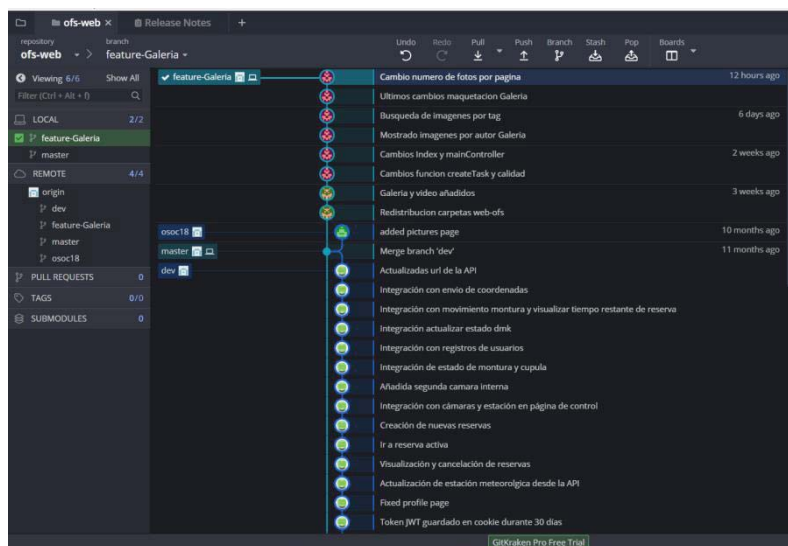 ofs-web ×
Release Notes
+
repository
ofs-web
branch
feature-Galeria
Undo
Redo
Pull
Push
Branch
Stash
Pop
Boards
Viewing 6/6
Show All
Filter (Ctrl + Alt + f)
LOCAL
2/2
feature-Galeria
master
REMOTE
4/4
origin
dev
feature-Galeria
master
osoc18
PULL REQUESTS
0
TAGS
0/0
SUBMODULES
0
feature-Galeria
Cambio numero de fotos por pagina
12 hours ago
Ultimos cambios maquetacion Galeria
Busqueda de imagenes por tag
6 days ago
Mostrado imagenes por autor Galeria
Cambios Index y mainController
2 weeks ago
Cambios funcion createTask y calidad
Galeria y video añadidos
3 weeks ago
Redistribucion carpetas web-ofs
osoc18
added pictures page
10 months ago
master
Merge branch 'dev'
11 months ago
dev
Actualizadas url de la API
Integración con envio de coordenadas
Integración con movimiento montura y visualizar tiempo restante de reserva
Integración actualizar estado dmk
Integración con registros de usuarios
Integración de estado de montura y cupula
Añadida segunda camara interna
Integración con cámaras y estación en página de control
Creación de nuevas reservas
Ir a reserva activa
Visualización y cancelación de reservas
Actualización de estación meteorolgica desde la API
Fixed profile page
Token JWT guardado en cookie durante 30 días
GitKraken Pro Free Trial